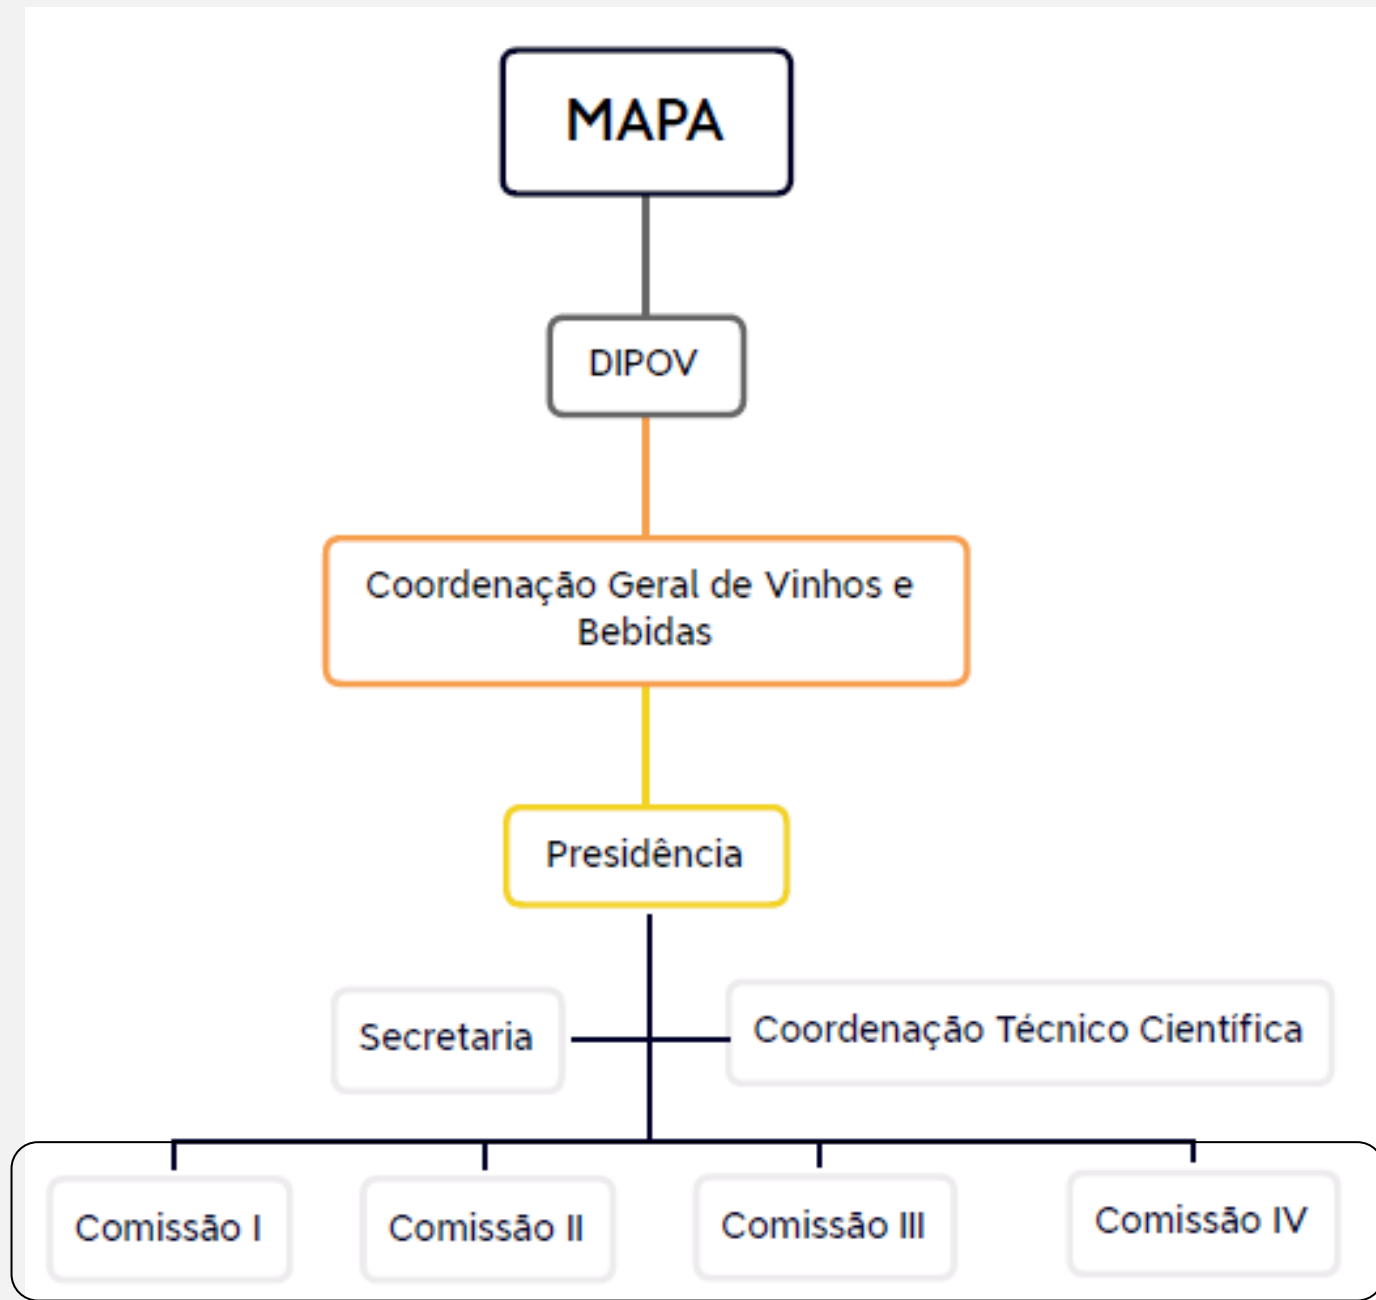 MAPA
DIPOV
Coordenação Geral de Vinhos e
Bebidas
Presidência
Secretaria
Coordenação Técnico Científica
Comissão I
Comissão II
Comissão III
Comissão IV